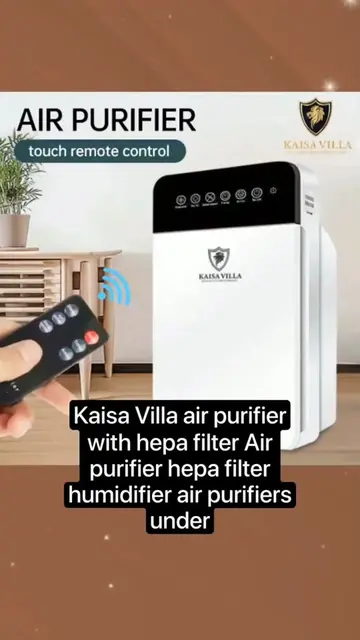 AIR PURIFIER
touch remote control
KAISA VILLA
KAISA VILLA
Kaisa Villa air purifier
with hepa filter Air
purifier hepa filter
humidifier air purifiers
under